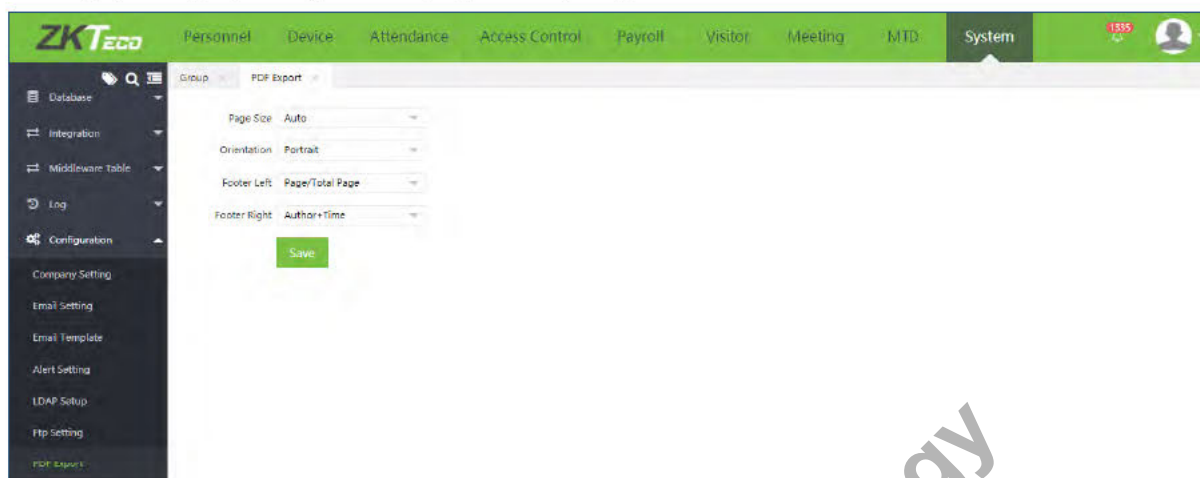 ZKTeco
Personnel Device Attendance Access Control Payroll Visitor Meeting MTD System 1535
Group PDF Export
Database
Integration
Middleware Table
Log
Configuration
Company Setting
Email Setting
Email Template
Alert Setting
LDAP Setup
Ftp Setting
PDF Export
Page Size Auto
Orientation Portrait
Footer Left Page/Total Page
Footer Right Author+Time
Save